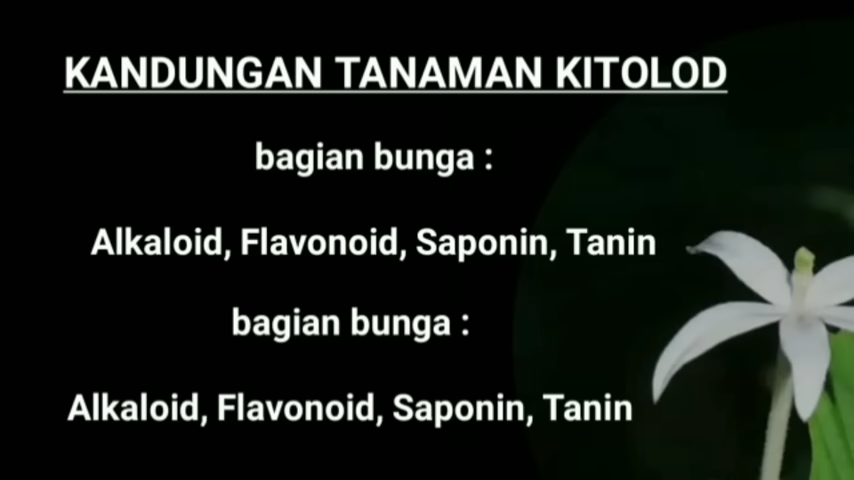 KANDUNGAN TANAMAN KITOLOD
bagian bunga :
Alkaloid, Flavonoid, Saponin, Tanin
bagian bunga :
Alkaloid, Flavonoid, Saponin, Tanin